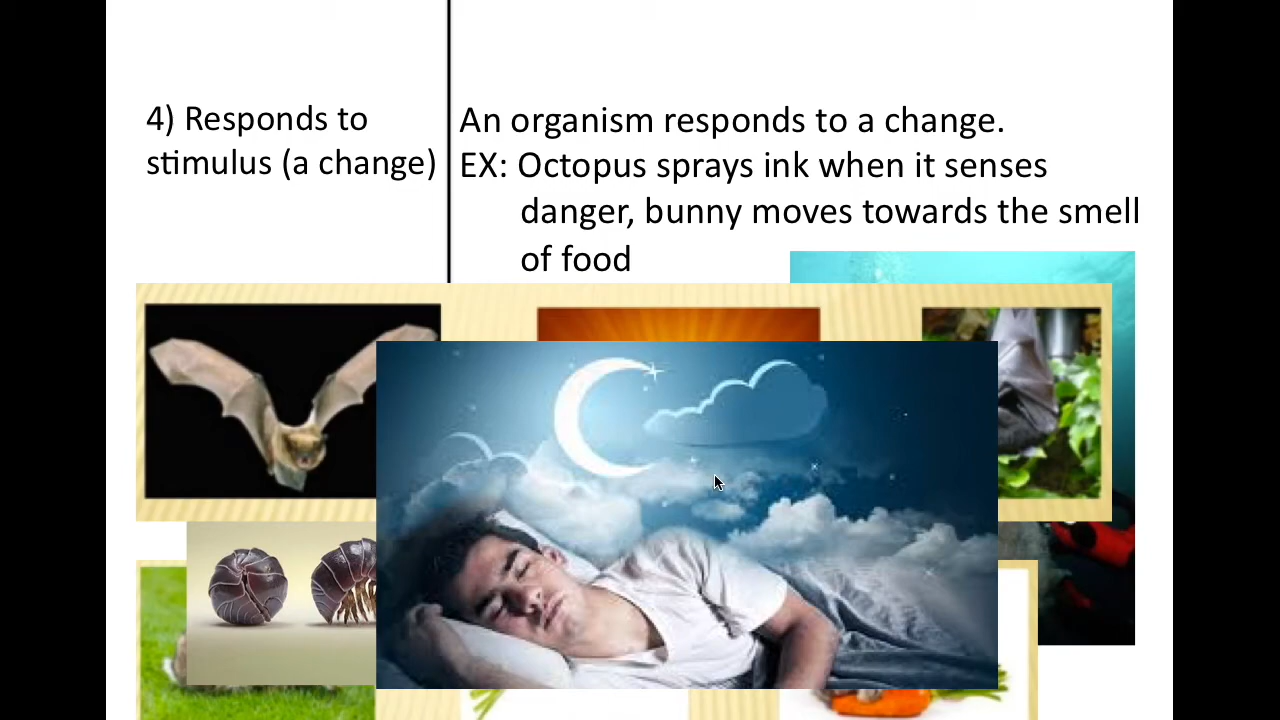 4) Responds to
stimulus (a change)
An organism responds to a change.
EX: Octopus sprays ink when it senses
danger, bunny moves towards the smell
of food